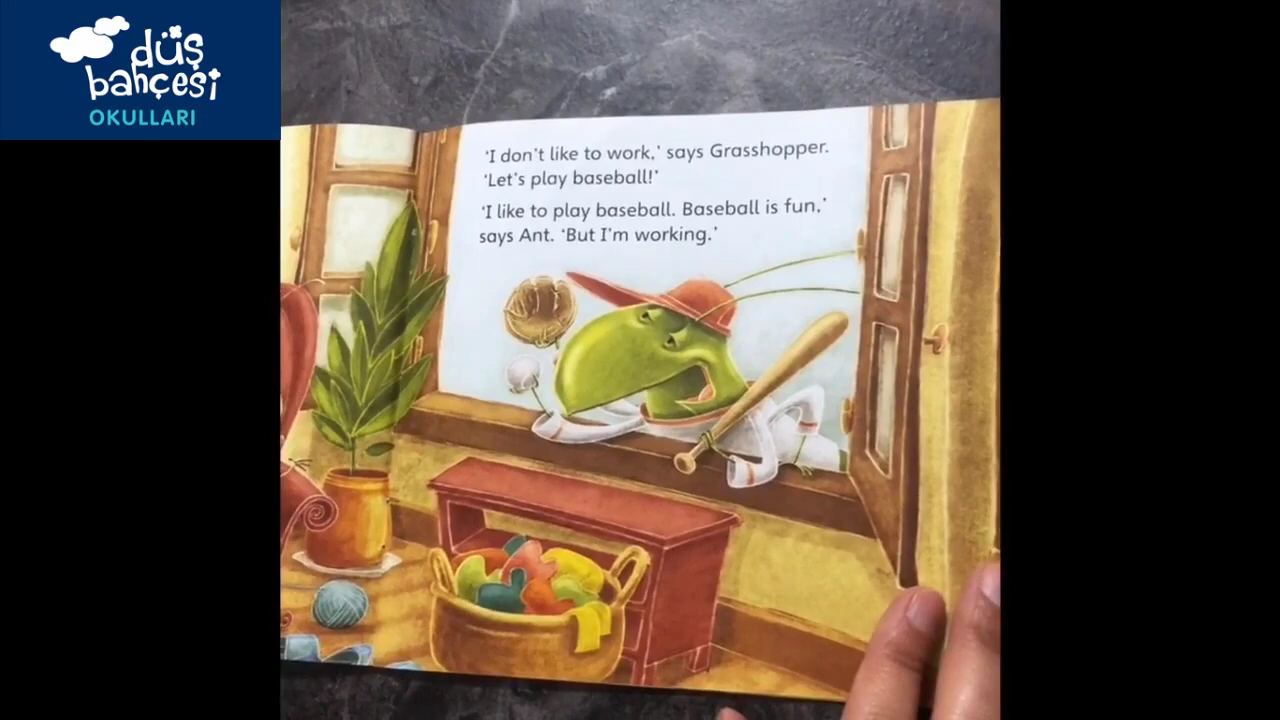 düş
bahçesi
OKULLARI
‘I don’t like to work,’ says Grasshopper.
‘Let’s play baseball!’
‘I like to play baseball. Baseball is fun,’
says Ant. ‘But I’m working.’